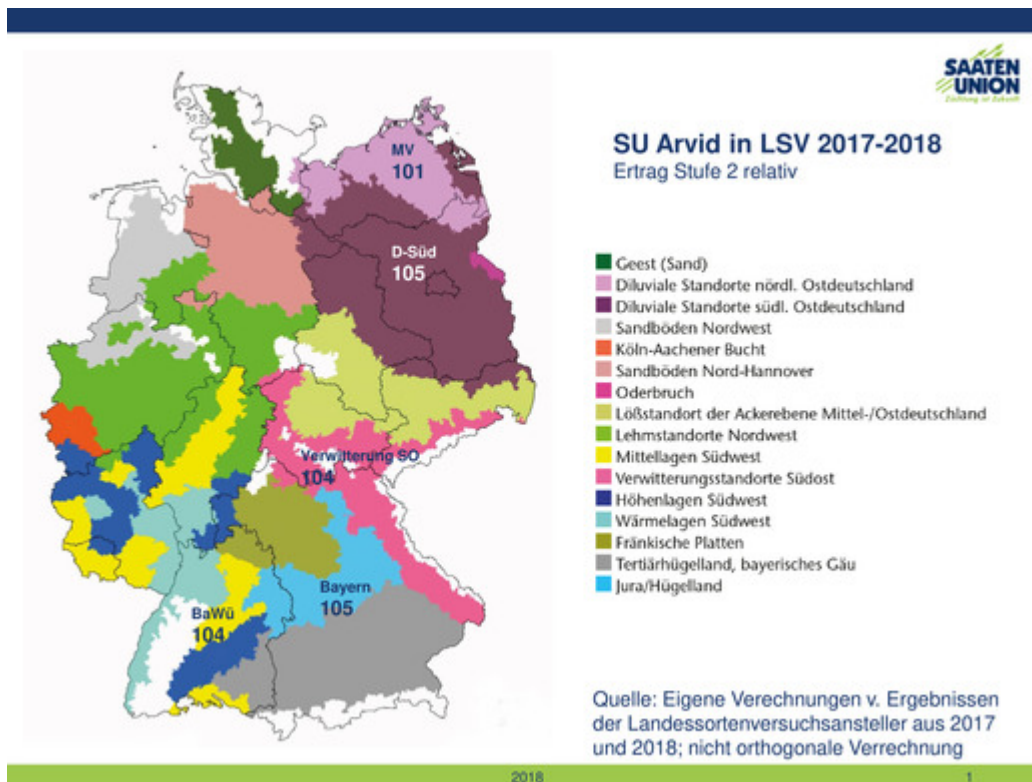 SAATEN
UNION
Züchtung ist Zukunft
SU Arvid in LSV 2017-2018
Ertrag Stufe 2 relativ
MV
101
D-Süd
105
Verwitterung SO
104
Bayern
105
BaWü
104
Geest (Sand)
Diluviale Standorte nördl. Ostdeutschland
Diluviale Standorte südl. Ostdeutschland
Sandböden Nordwest
Köln-Aachener Bucht
Sandböden Nord-Hannover
Oderbruch
Lößstandort der Ackerebene Mittel-/Ostdeutschland
Lehmstandorte Nordwest
Mittellagen Südwest
Verwitterungsstandorte Südost
Höhenlagen Südwest
Wärmelagen Südwest
Fränkische Platten
Tertiärhügelland, bayerisches Gäu
Jura/Hügelland
Quelle: Eigene Verechnungen v. Ergebnissen
der Landessortenversuchsansteller aus 2017
und 2018; nicht orthogonale Verrechnung
2018
1